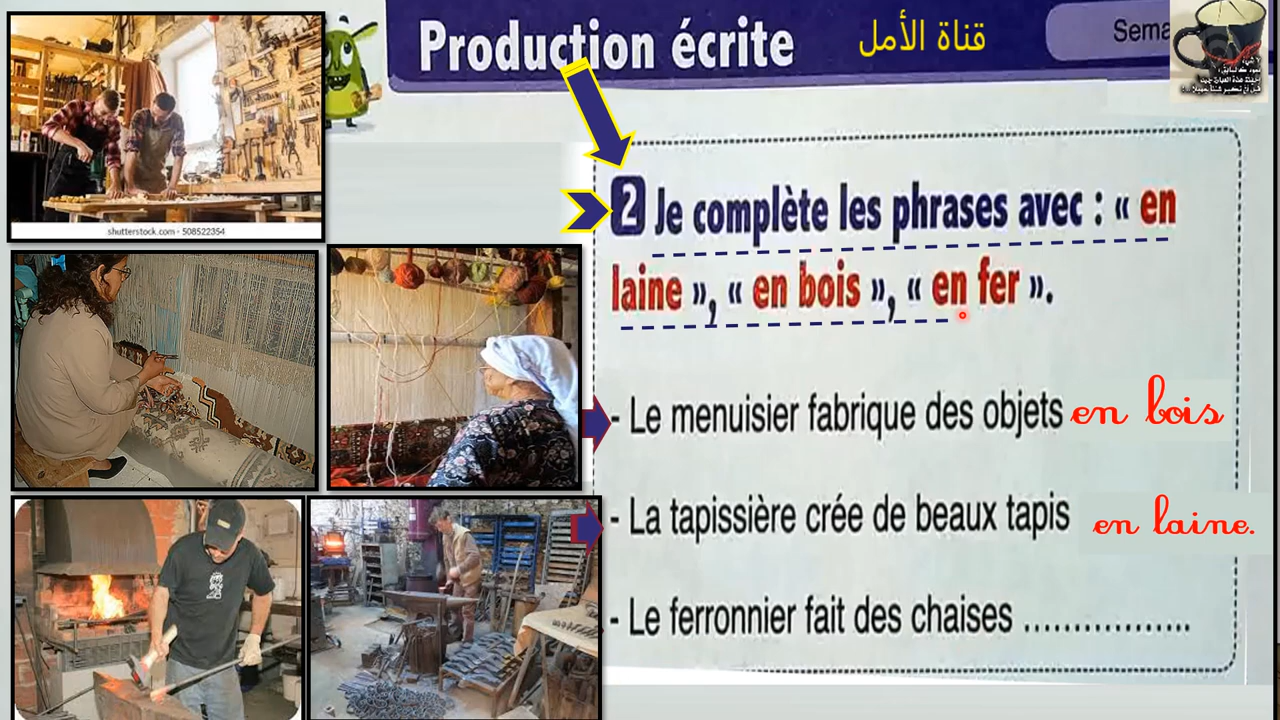 Production écrite
قناة الأمل
Sema
shutterstock.com · 508522354
2 Je complète les phrases avec : « en
laine », « en bois », « en fer ».
- Le menuisier fabrique des objets en bois
- La tapissière crée de beaux tapis en laine.
- Le ferronnier fait des chaises ..................